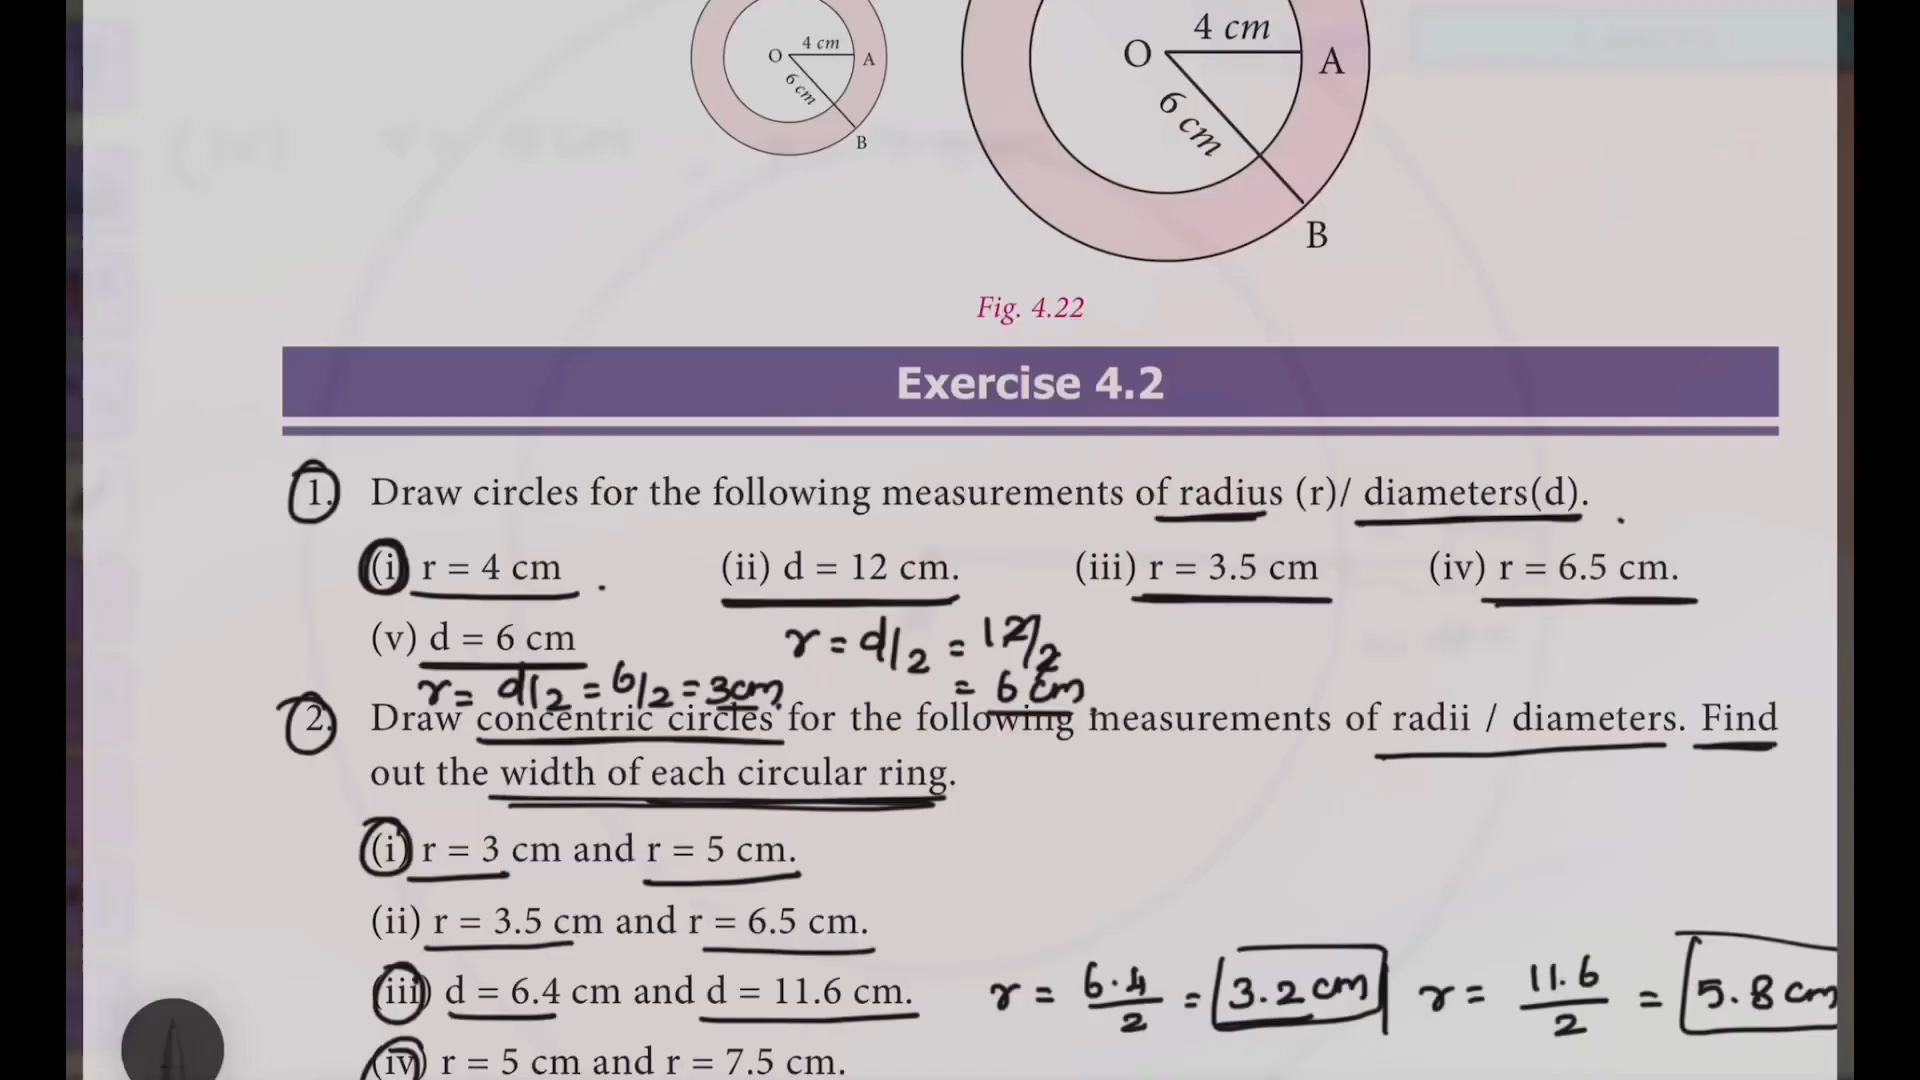 O 4 cm A
6 cm
B
O 4 cm A
6 cm
B
Fig. 4.22
Exercise 4.2
1. Draw circles for the following measurements of radius (r)/ diameters(d).
(i) r = 4 cm (ii) d = 12 cm. (iii) r = 3.5 cm (iv) r = 6.5 cm.
(v) d = 6 cm r = d/2 = 12/2
r = d/2 = 6/2 = 3cm. = 6 cm.
2. Draw concentric circles for the following measurements of radii / diameters. Find
out the width of each circular ring.
(i) r = 3 cm and r = 5 cm.
(ii) r = 3.5 cm and r = 6.5 cm.
(iii) d = 6.4 cm and d = 11.6 cm. r = 6.4/2 = 3.2 cm r = 11.6/2 = 5.8 cm
(iv) r = 5 cm and r = 7.5 cm.